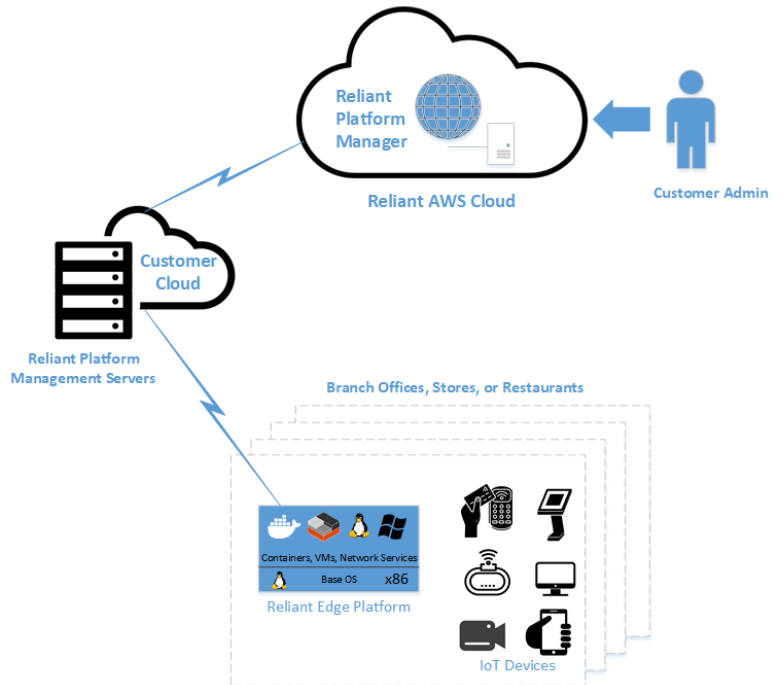 Reliant
Platform
Manager
Reliant AWS Cloud
Customer Admin
Customer
Cloud
Reliant Platform
Management Servers
Branch Offices, Stores, or Restaurants
Containers, VMs, Network Services
Base OS x86
Reliant Edge Platform
IoT Devices